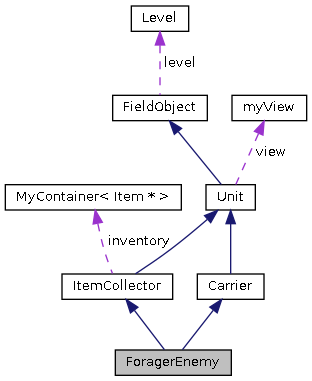 Level
level
FieldObject
myView
view
MyContainer< Item * >
Unit
inventory
ItemCollector
Carrier
ForagerEnemy